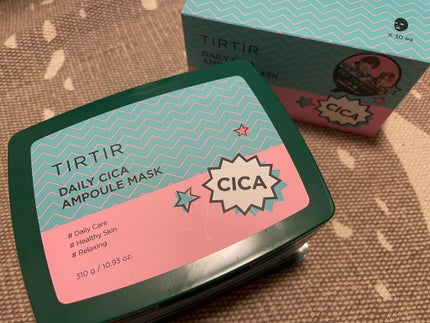 TIRTIR
DAILY CICA
AMPOULE MASK
CICA
# Daily Care
# Healthy Skin
# Relaxing
310 g / 10.93 oz.
TIRTIR
DAILY CICA
AMPOULE MASK
CICA
X 30 ea